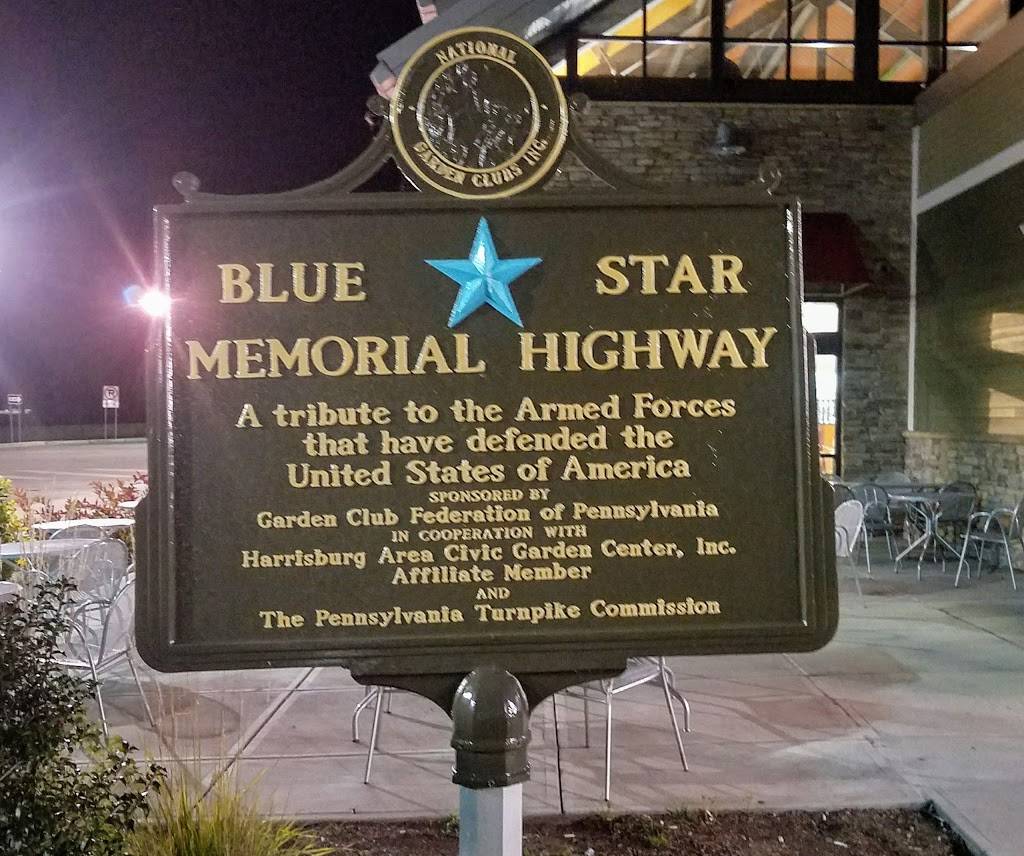 NATIONAL
GARDEN CLUBS INC.
BLUE STAR
MEMORIAL HIGHWAY
A tribute to the Armed Forces
that have defended the
United States of America
SPONSORED BY
Garden Club Federation of Pennsylvania
IN COOPERATION WITH
Harrisburg Area Civic Garden Center, Inc.
Affiliate Member
AND
The Pennsylvania Turnpike Commission